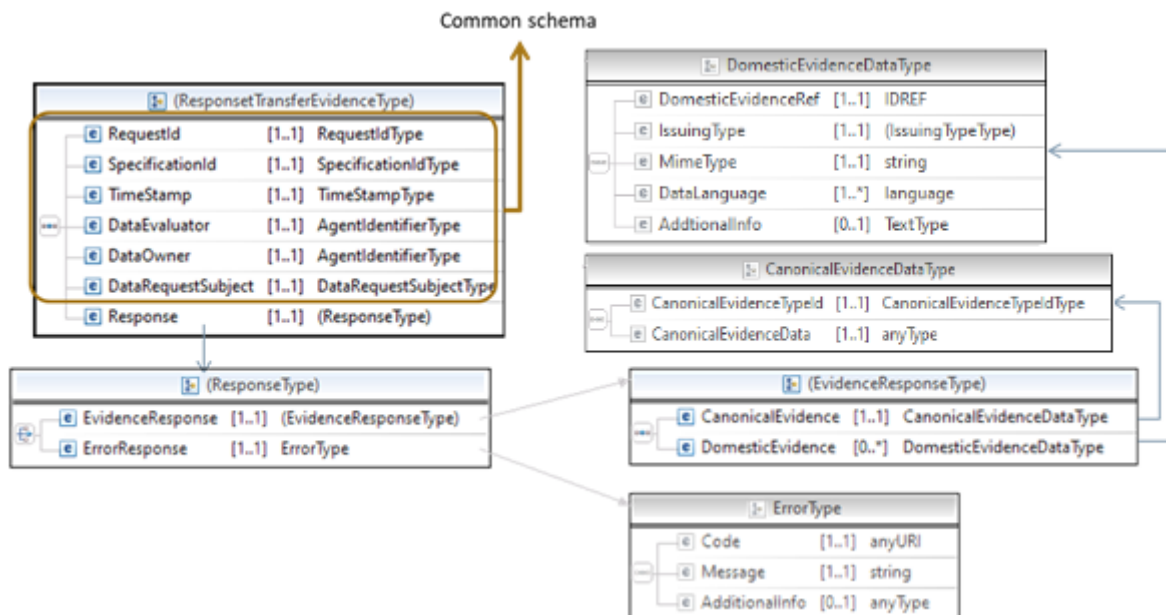 Common schema
(ResponsetTransferEvidenceType)
RequestId [1..1] RequestIdType
SpecificationId [1..1] SpecificationIdType
TimeStamp [1..1] TimeStampType
DataEvaluator [1..1] AgentIdentifierType
DataOwner [1..1] AgentIdentifierType
DataRequestSubject [1..1] DataRequestSubjectType
Response [1..1] (ResponseType)
DomesticEvidenceDataType
DomesticEvidenceRef [1..1] IDREF
IssuingType [1..1] (IssuingTypeType)
MimeType [1..1] string
DataLanguage [1..*] language
AddtionalInfo [0..1] TextType
CanonicalEvidenceDataType
CanonicalEvidenceTypeId [1..1] CanonicalEvidenceTypeIdType
CanonicalEvidenceData [1..1] anyType
(ResponseType)
EvidenceResponse [1..1] (EvidenceResponseType)
ErrorResponse [1..1] ErrorType
(EvidenceResponseType)
CanonicalEvidence [1..1] CanonicalEvidenceDataType
DomesticEvidence [0..*] DomesticEvidenceDataType
ErrorType
Code [1..1] anyURI
Message [1..1] string
AdditionalInfo [0..1] anyType